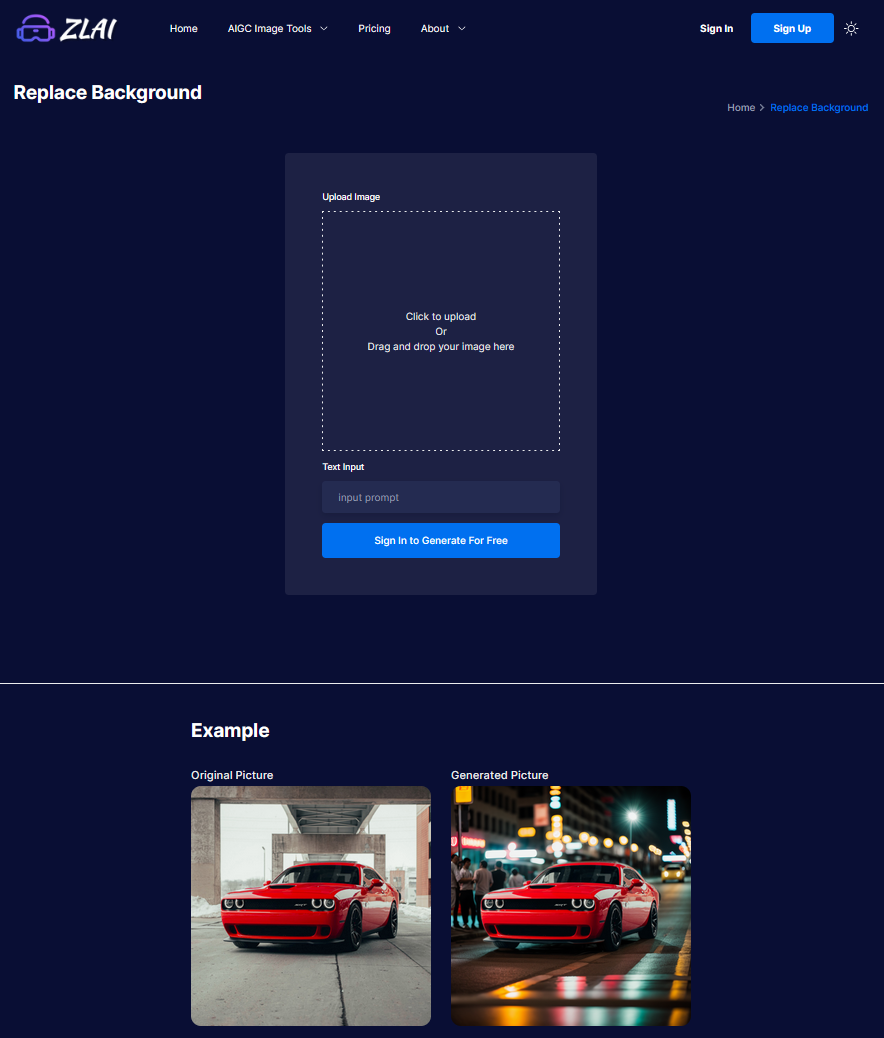 ZLAI
Home
AIGC Image Tools
Pricing
About
Sign In
Sign Up
Replace Background
Home
Replace Background
Upload Image
Click to upload
Or
Drag and drop your image here
Text Input
input prompt
Sign In to Generate For Free
Example
Original Picture
Generated Picture